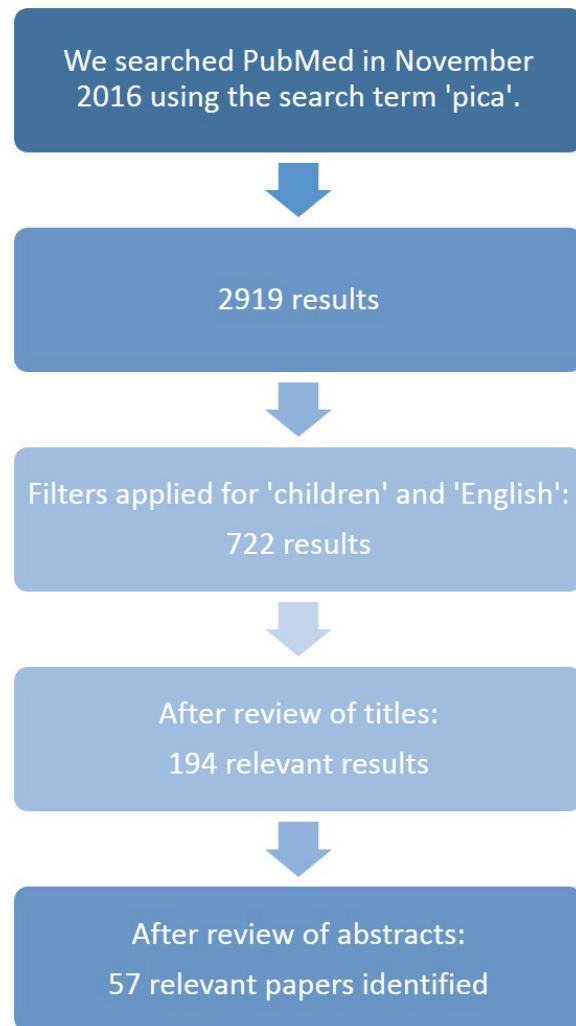 We searched PubMed in November
2016 using the search term 'pica'.
2919 results
Filters applied for 'children' and 'English':
722 results
After review of titles:
194 relevant results
After review of abstracts:
57 relevant papers identified